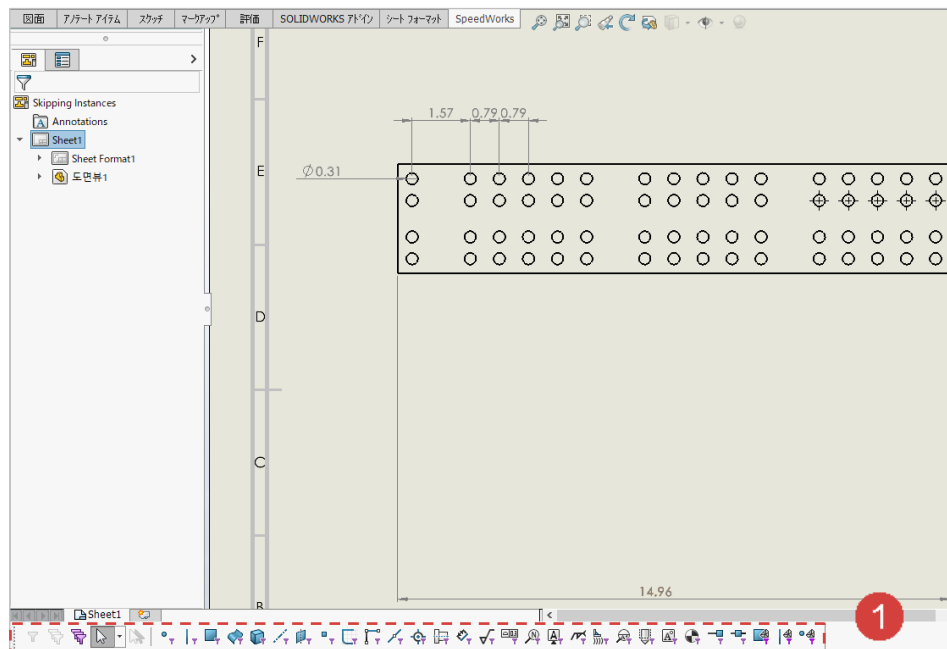 図面 アノテート アイテム スケッチ マークアップ 評価 SOLIDWORKS アドイン シート フォーマット SpeedWorks
F
Skipping Instances
Annotations
Sheet1
Sheet Format1
도면뷰1
1.57 0.79 0.79
E
∅0.31
D
C
14.96
B
Sheet1
1